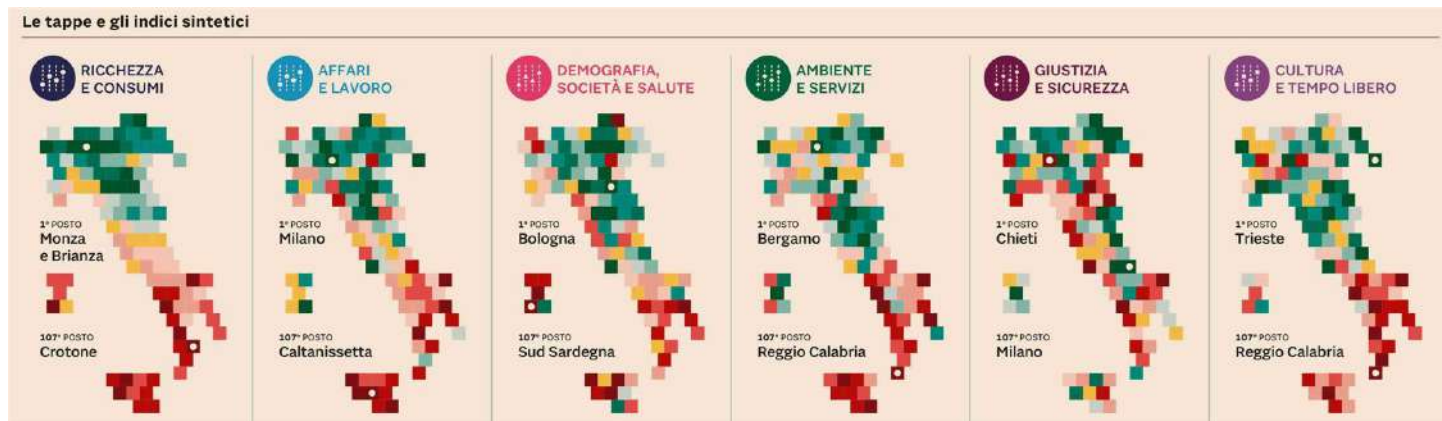 Le tappe e gli indici sintetici
RICCHEZZA
E CONSUMI
1° POSTO
Monza
e Brianza
107° POSTO
Crotone
AFFARI
E LAVORO
1° POSTO
Milano
107° POSTO
Caltanissetta
DEMOGRAFIA,
SOCIETÀ E SALUTE
1° POSTO
Bologna
107° POSTO
Sud Sardegna
AMBIENTE
E SERVIZI
1° POSTO
Bergamo
107° POSTO
Reggio Calabria
GIUSTIZIA
E SICUREZZA
1° POSTO
Chieti
107° POSTO
Milano
CULTURA
E TEMPO LIBERO
1° POSTO
Trieste
107° POSTO
Reggio Calabria